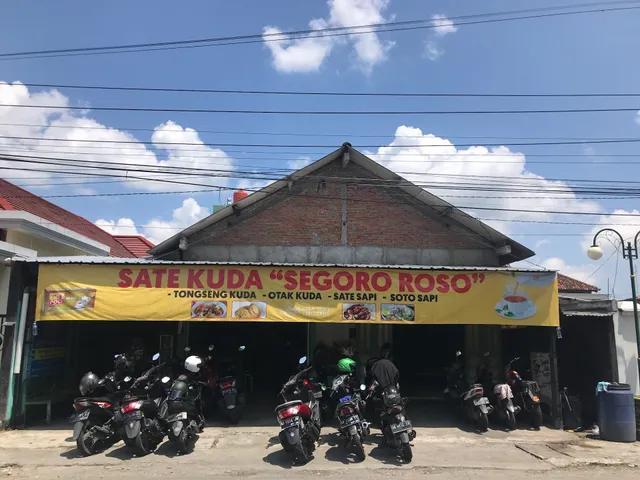 SATE KUDA "SEGORO ROSO"
- TONGSENG KUDA - OTAK KUDA - SATE SAPI - SOTO SAPI